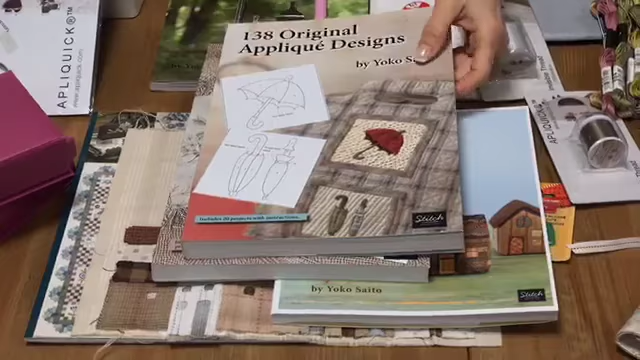 138 Original
Appliqué Designs
by Yoko
Includes 20 projects with instructions
Stitch
by Yoko Saito
Stitch
APLIQUICK®
www.apliquick.com
APLIQUICK®